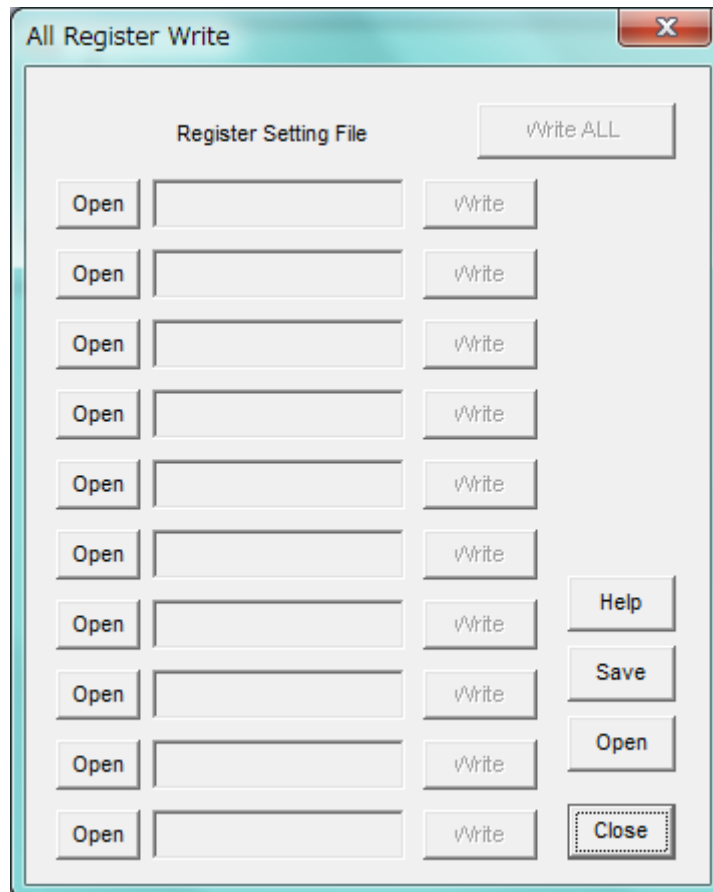 All Register Write
Register Setting File Write ALL
Open Write
Open Write
Open Write
Open Write
Open Write
Open Write
Open Write
Help
Open Write
Save
Open Write
Open
Open Write
Close